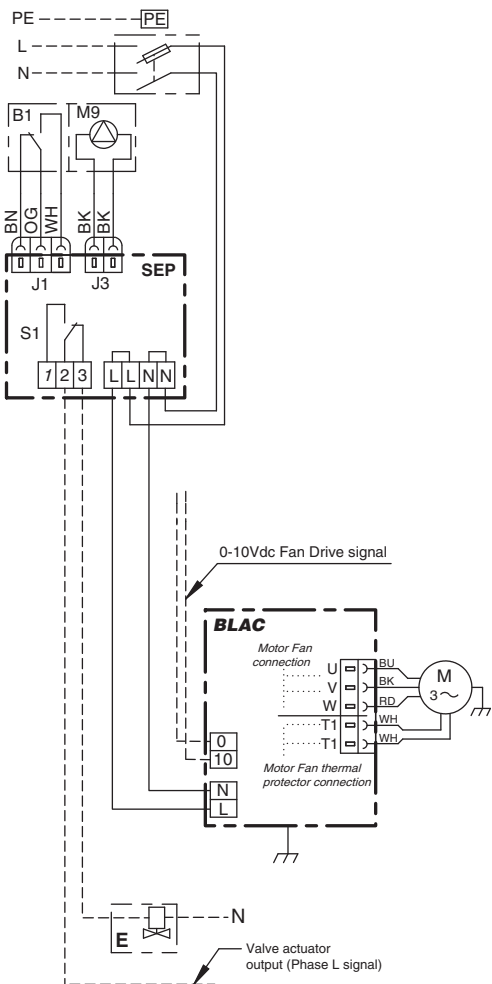 PE PE
L
N
B1 M9
BN OG WH BK BK
J1 J3 SEP
S1
1 2 3 L L N N
0-10Vdc Fan Drive signal
BLAC
Motor Fan
connection
U BU
V BK
W RD
T1 WH
T1 WH
M
3~
Motor Fan thermal
protector connection
0
10
N
L
E N
Valve actuator
output (Phase L signal)